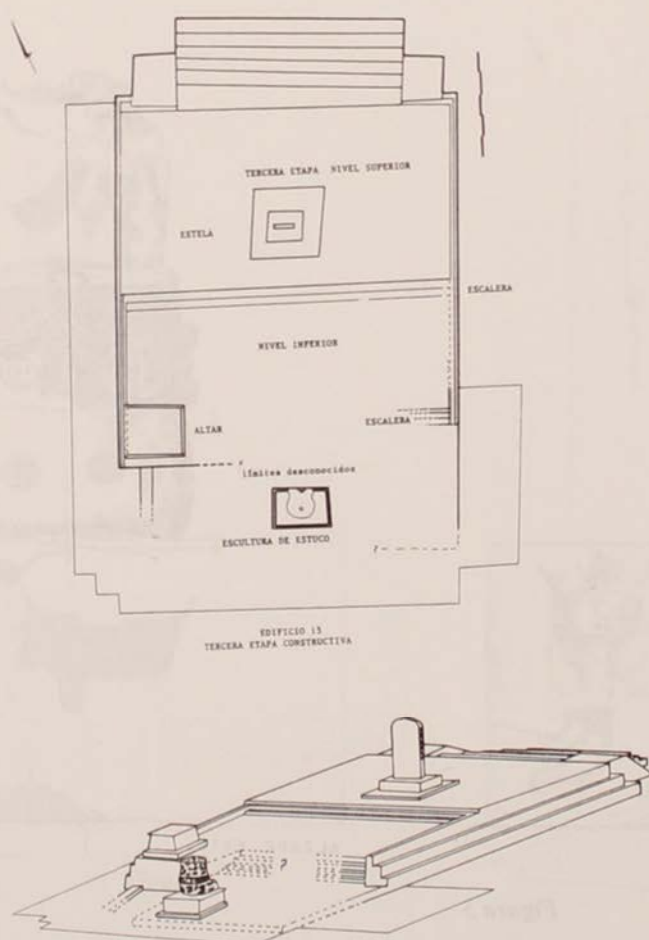 TERCERA ETAPA NIVEL SUPERIOR
ESTELA
ESCALERA
NIVEL INFERIOR
ALTAR
ESCALERA
?
límites desconocidos
ESCULTURA DE ESTUCO
?
EDIFICIO 15
TERCERA ETAPA CONSTRUCTIVA
?